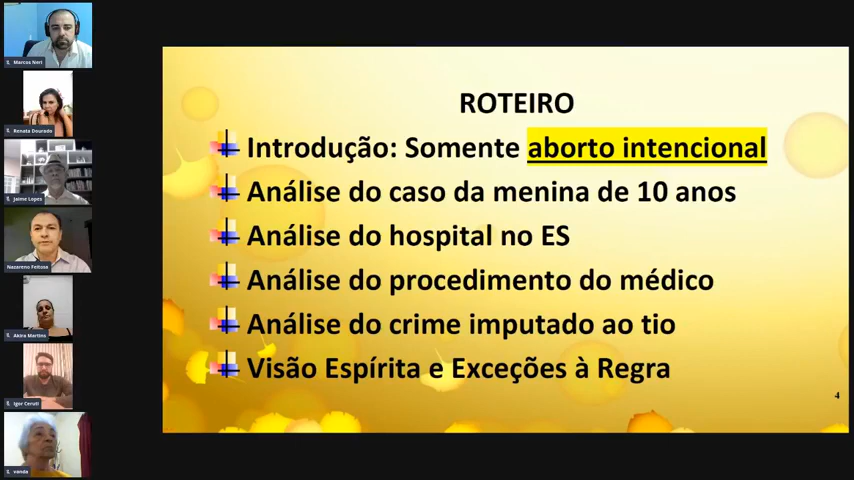 Marcos Neri
Renata Dourado
Jaime Lopes
Nazareno Feitosa
Akira Martins
Igor Ceruti
vanda
ROTEIRO
Introdução: Somente aborto intencional
Análise do caso da menina de 10 anos
Análise do hospital no ES
Análise do procedimento do médico
Análise do crime imputado ao tio
Visão Espírita e Exceções à Regra
4